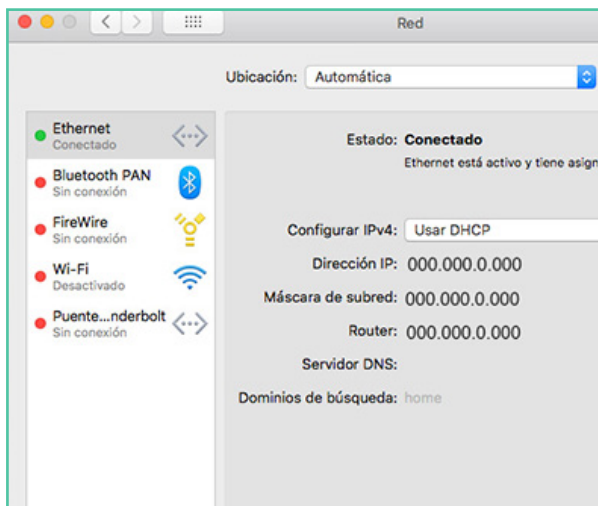 Red
Ubicación: Automática
Ethernet
Conectado
Bluetooth PAN
Sin conexión
FireWire
Sin conexión
Wi-Fi
Desactivado
Puente...nderbolt
Sin conexión
Estado: Conectado
Ethernet está activo y tiene asign
Configurar IPv4: Usar DHCP
Dirección IP: 000.000.0.000
Máscara de subred: 000.000.0.000
Router: 000.000.0.000
Servidor DNS:
Dominios de búsqueda: home